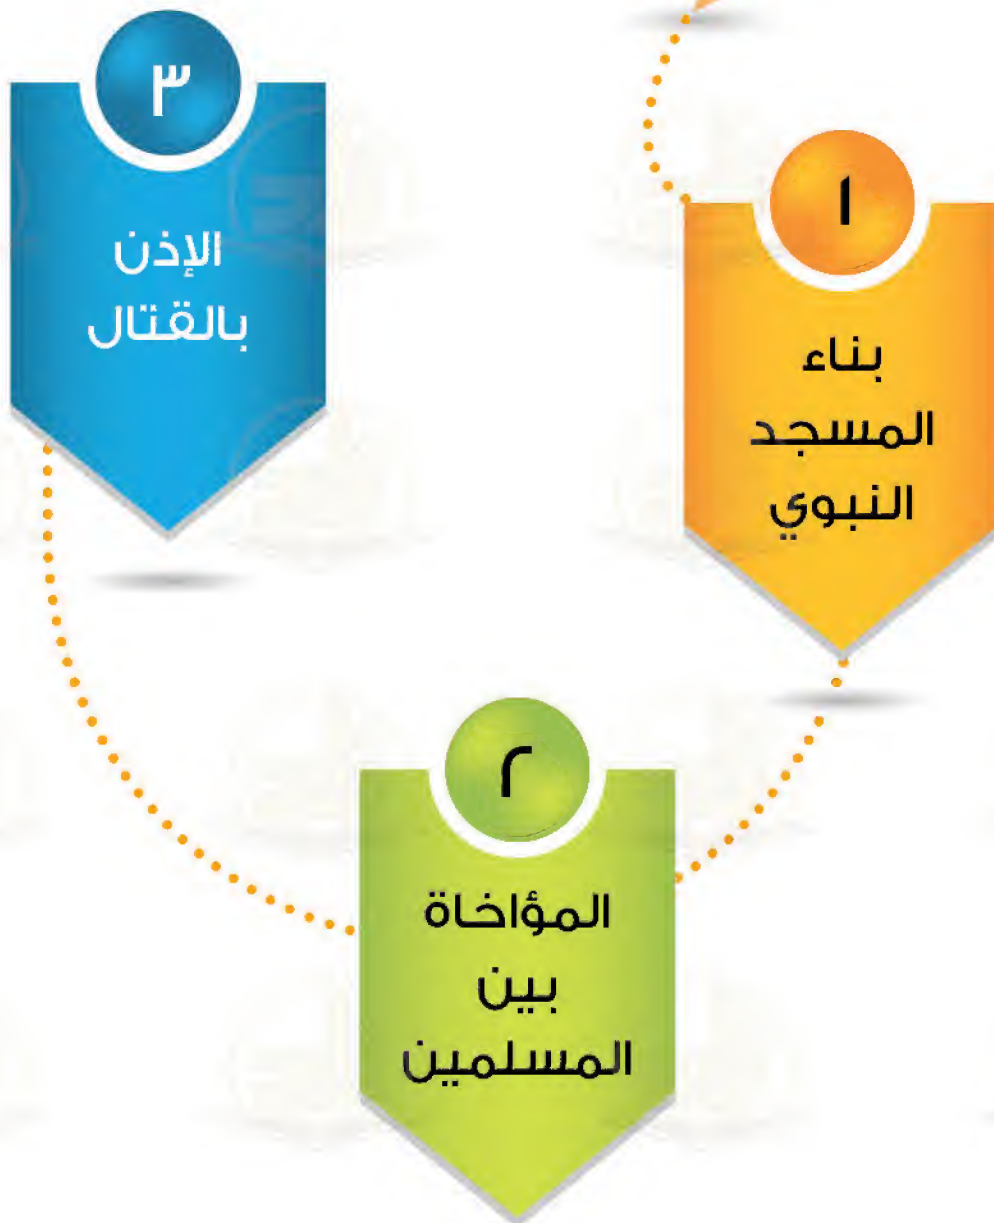 ١
بناء
المسجد
النبوي
٢
المؤاخاة
بين
المسلمين
٣
الإذن
بالقتال